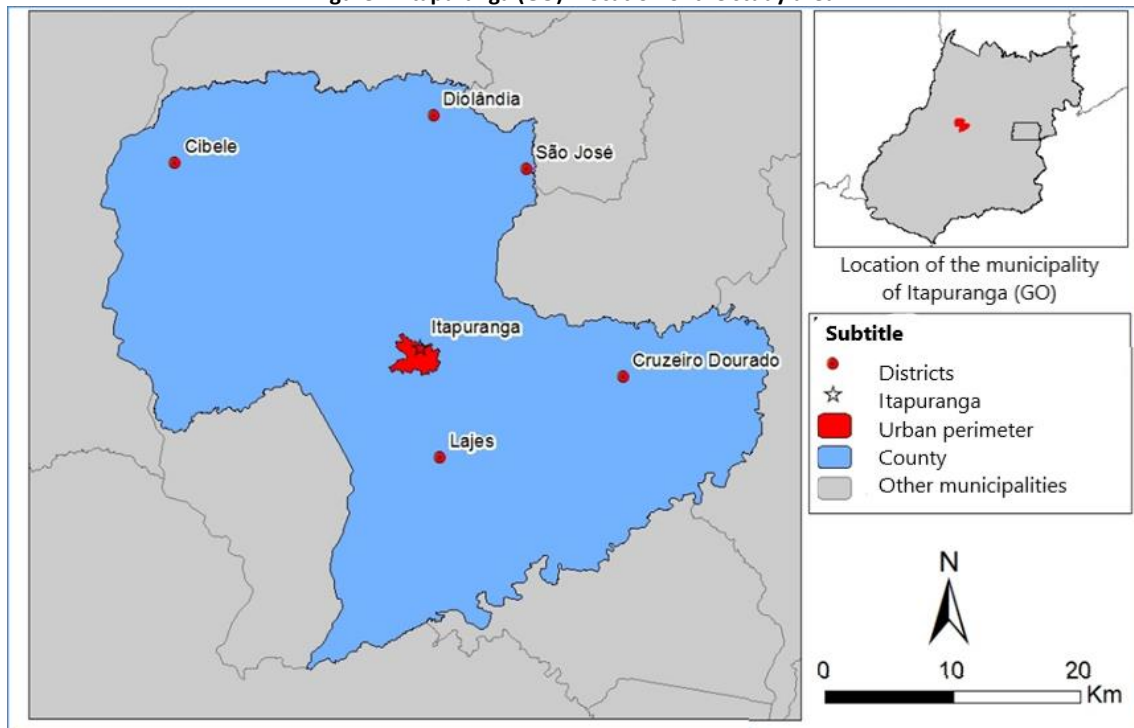 Diolândia
Cibele
São José
Itapuranga
Cruzeiro Dourado
Lajes
Location of the municipality
of Itapuranga (GO)
Subtitle
Districts
Itapuranga
Urban perimeter
County
Other municipalities
N
0 10 20
Km